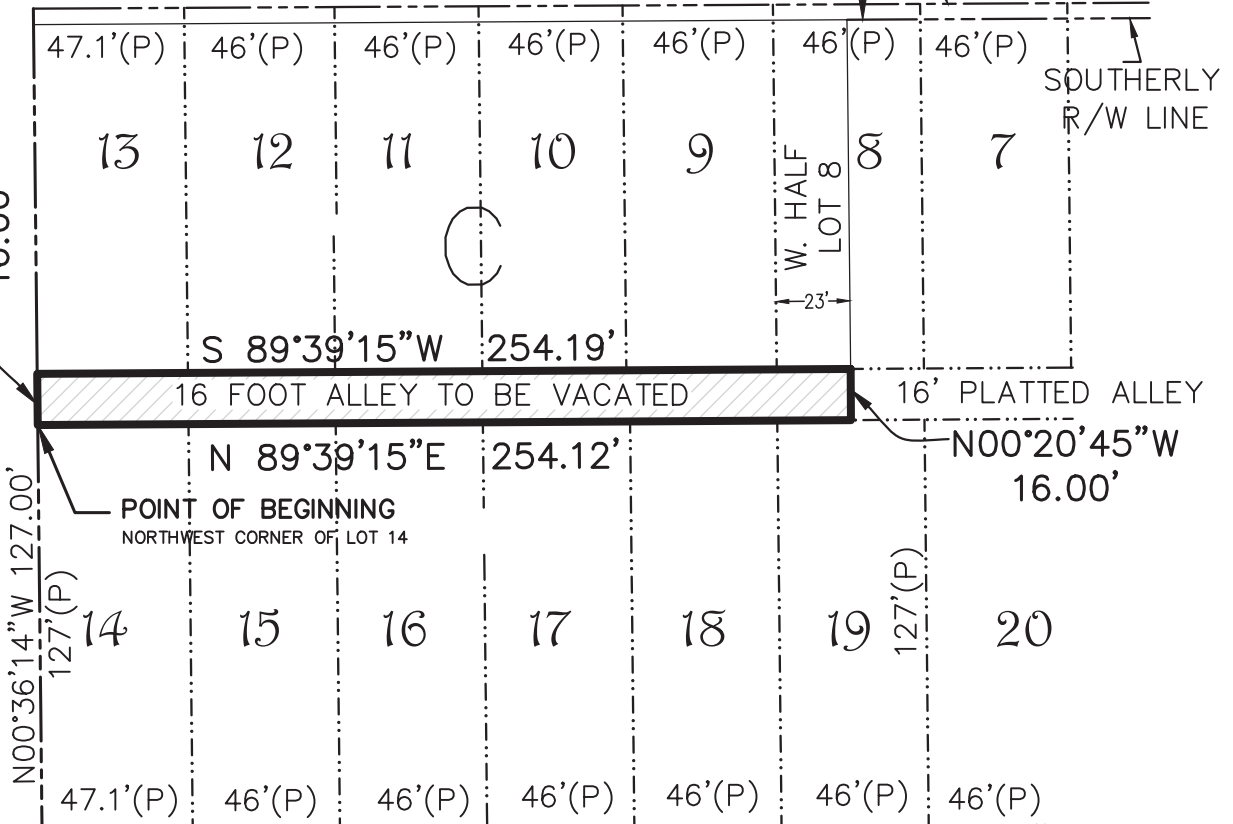 47.1'(P) 46'(P) 46'(P) 46'(P) 46'(P) 46'(P) 46'(P)
SOUTHERLY
R/W LINE
13 12 11 10 9 8 7
W. HALF
LOT 8
C
23'
S 89°39'15"W 254.19'
16 FOOT ALLEY TO BE VACATED
16' PLATTED ALLEY
N 89°39'15"E 254.12'
N00°20'45"W
16.00'
POINT OF BEGINNING
NORTHWEST CORNER OF LOT 14
N00°36'14"W 127.00'
127'(P)
127'(P)
14 15 16 17 18 19 20
47.1'(P) 46'(P) 46'(P) 46'(P) 46'(P) 46'(P) 46'(P)